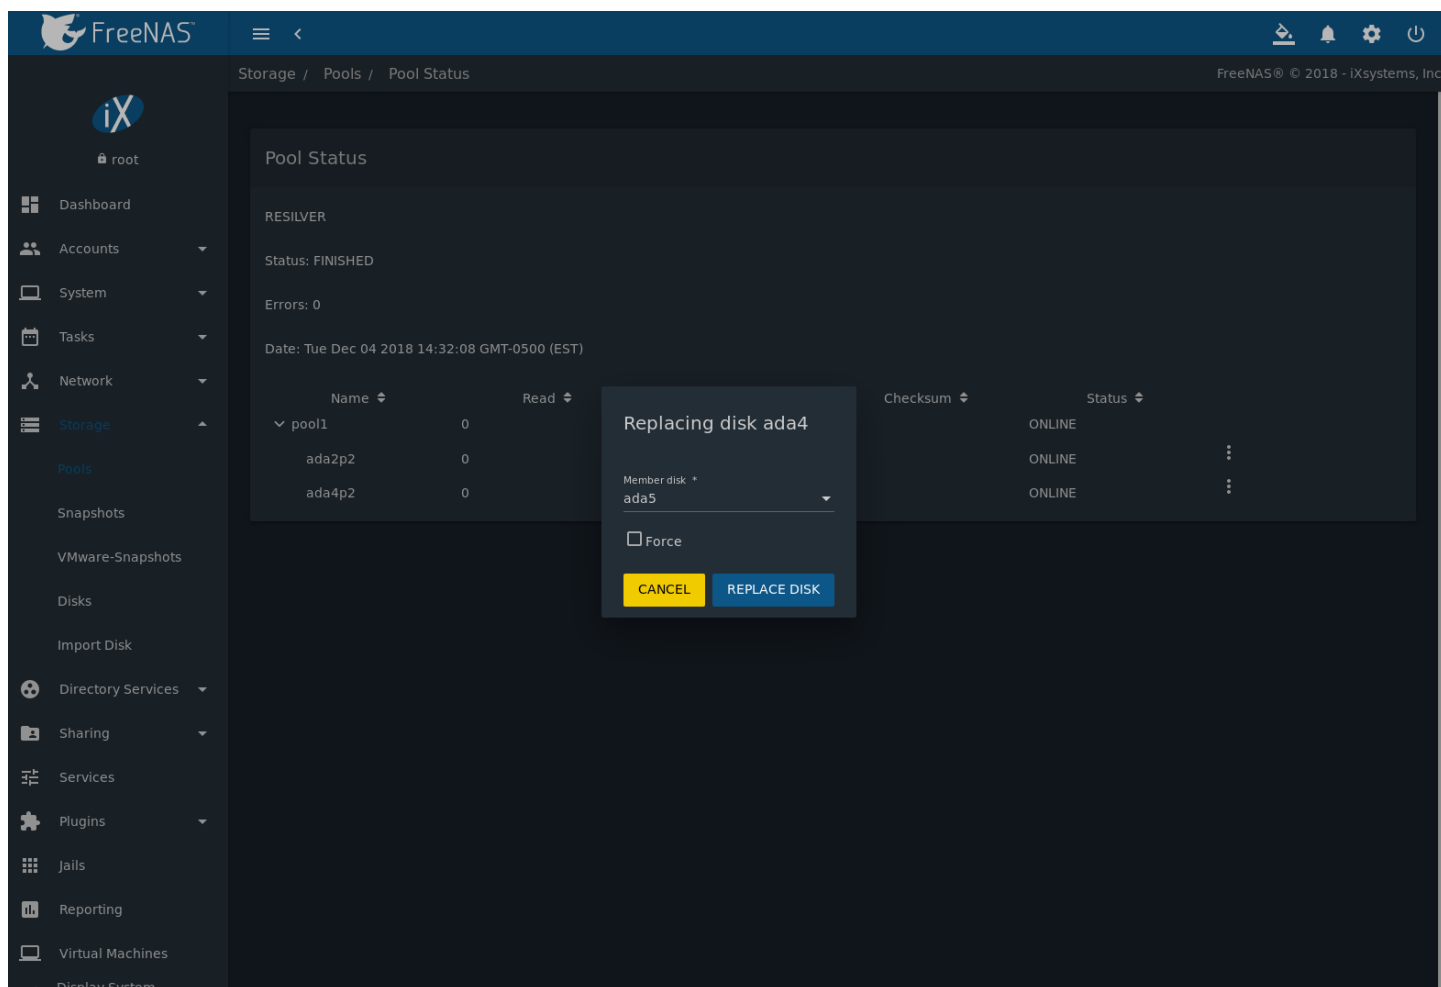 FreeNAS®
Storage / Pools / Pool Status
FreeNAS® © 2018 - iXsystems, Inc
iX
root
Dashboard
Accounts
System
Tasks
Network
Storage
Pools
Snapshots
VMware-Snapshots
Disks
Import Disk
Directory Services
Sharing
Services
Plugins
Jails
Reporting
Virtual Machines
Display System
Pool Status
RESILVER
Status: FINISHED
Errors: 0
Date: Tue Dec 04 2018 14:32:08 GMT-0500 (EST)
Name Read Checksum Status
pool1 0 ONLINE
ada2p2 0 ONLINE
ada4p2 0 ONLINE
Replacing disk ada4
Member disk *
ada5
Force
CANCEL REPLACE DISK